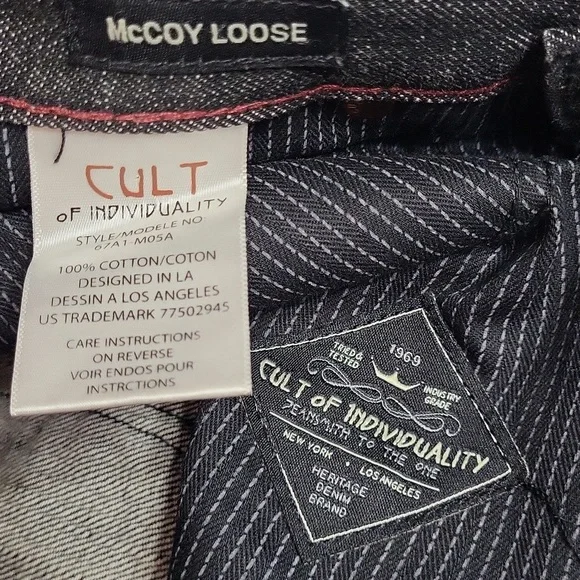 McCOY LOOSE
CULT
OF INDIVIDUALITY
STYLE/MODELE NO
67A1-M05A
100% COTTON/COTON
DESIGNED IN LA
DESSIN A LOS ANGELES
US TRADEMARK 77502945
CARE INSTRUCTIONS
ON REVERSE
VOIR ENDOS POUR
INSTRCTIONS
TRIED &
TESTED
1969
INDUSTRY
GRADE
CULT OF INDIVIDUALITY
JEANSMITH TO THE ONE
NEW YORK • LOS ANGELES
HERITAGE
DENIM
BRAND